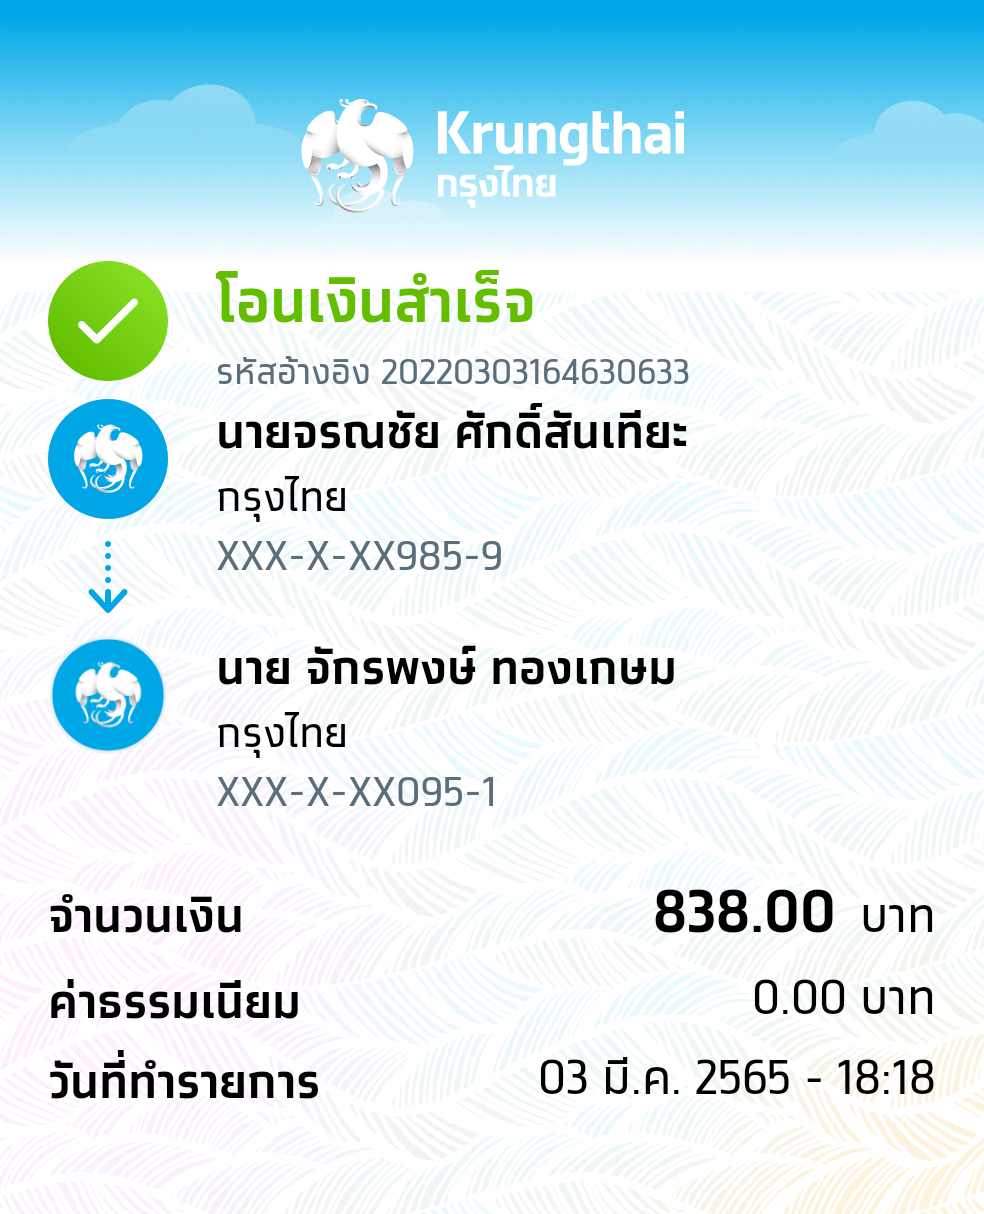 Krungthai
กรุงไทย
โอนเงินสำเร็จ
รหัสอ้างอิง 20220303164630633
นายจรณชัย ศักดิ์สันเทียะ
กรุงไทย
XXX-X-XX985-9
นาย จักรพงษ์ ทองเกษม
กรุงไทย
XXX-X-XX095-1
จำนวนเงิน 838.00 บาท
ค่าธรรมเนียม 0.00 บาท
วันที่ทำรายการ 03 มี.ค. 2565 - 18:18